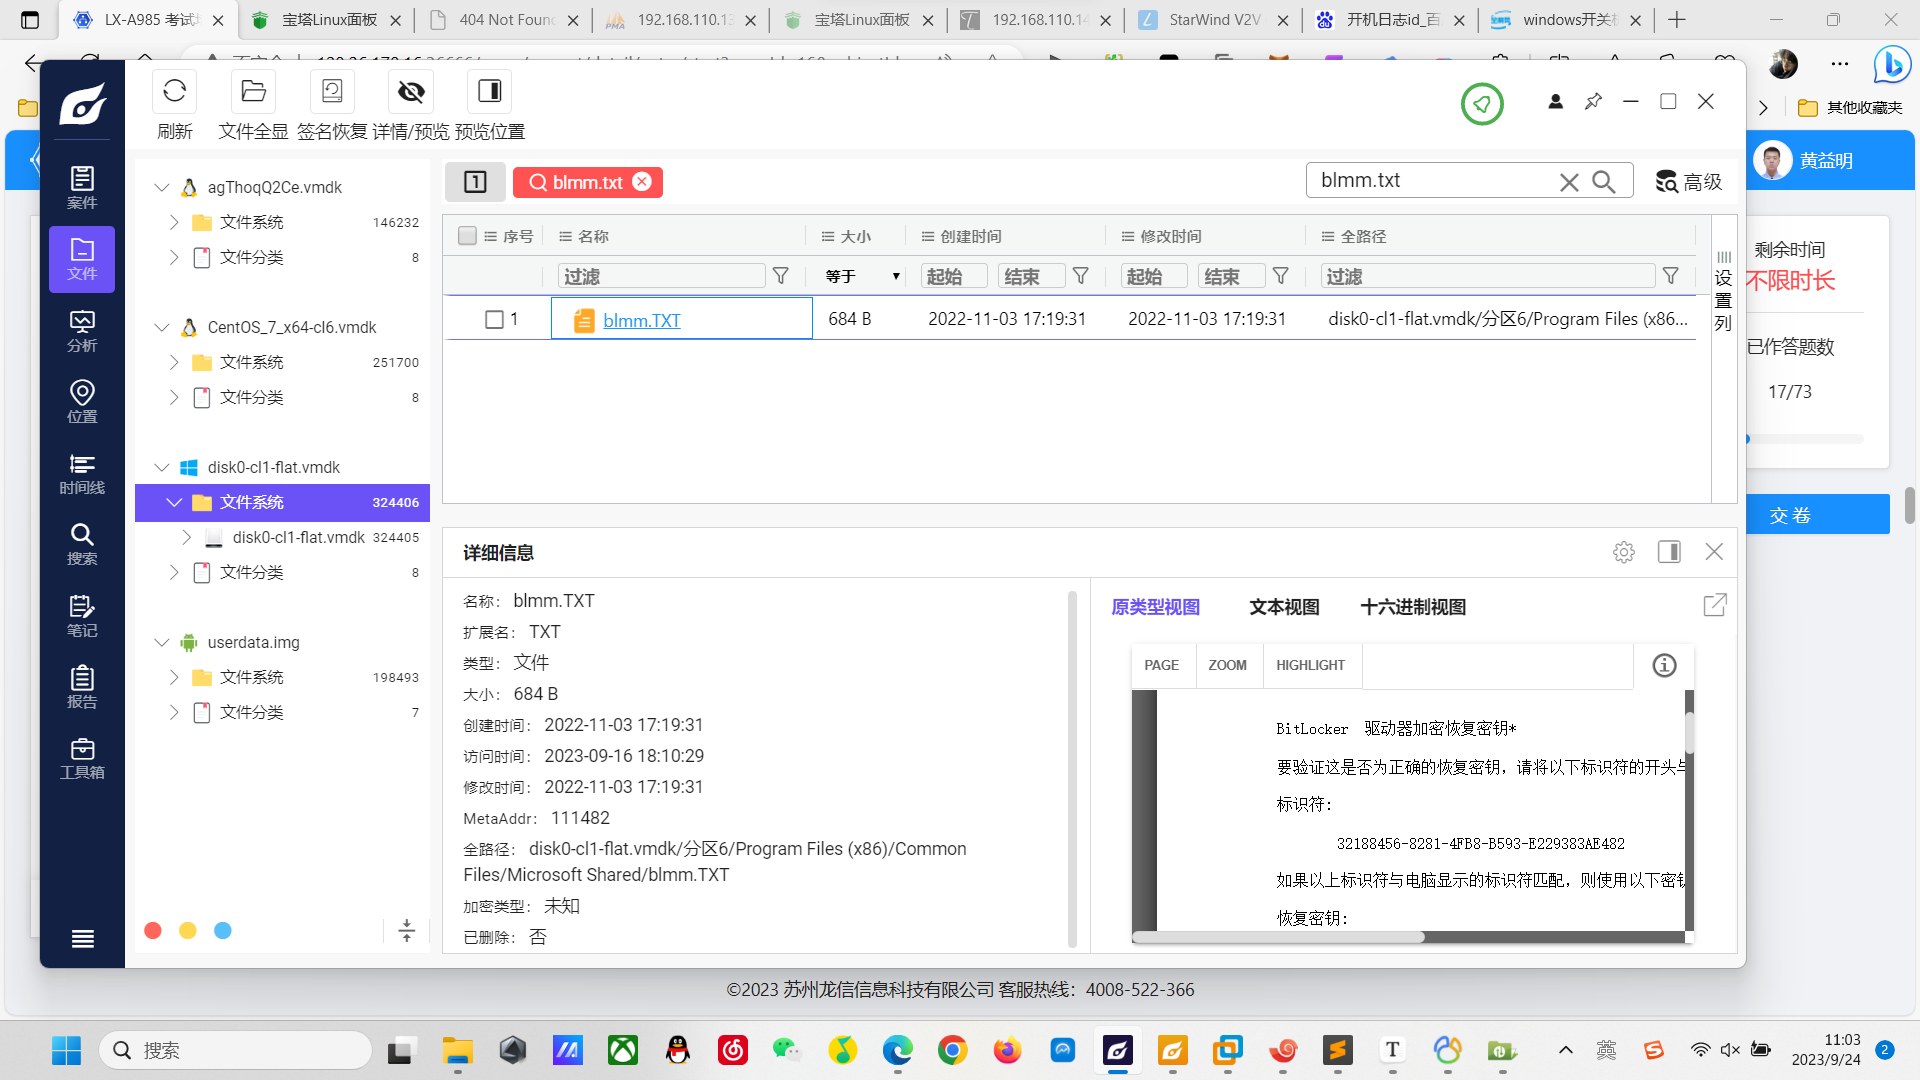 LX-A985 考试
宝塔Linux面板
404 Not Foun
192.168.110.13
宝塔Linux面板
192.168.110.14
StarWind V2V
开机日志id_百
windows开关机
其他收藏夹
刷新
文件全显
签名恢复
详情/预览
预览位置
案件
文件
分析
位置
时间线
搜索
笔记
报告
工具箱
agThoqQ2Ce.vmdk
文件系统 146232
文件分类 8
CentOS_7_x64-cl6.vmdk
文件系统 251700
文件分类 8
disk0-cl1-flat.vmdk
文件系统 324406
disk0-cl1-flat.vmdk 324405
文件分类 8
userdata.img
文件系统 198493
文件分类 7
1 blmm.txt
blmm.txt
高级
序号 名称 大小 创建时间 修改时间 全路径
过滤 等于 起始 结束 起始 结束 过滤
1 blmm.TXT 684 B 2022-11-03 17:19:31 2022-11-03 17:19:31 disk0-cl1-flat.vmdk/分区6/Program Files (x86...
设置列
详细信息
名称： blmm.TXT
扩展名： TXT
类型： 文件
大小： 684 B
创建时间： 2022-11-03 17:19:31
访问时间： 2023-09-16 18:10:29
修改时间： 2022-11-03 17:19:31
MetaAddr： 111482
全路径： disk0-cl1-flat.vmdk/分区6/Program Files (x86)/Common
Files/Microsoft Shared/blmm.TXT
加密类型： 未知
已删除： 否
原类型视图 文本视图 十六进制视图
PAGE ZOOM HIGHLIGHT
BitLocker 驱动器加密恢复密钥*
要验证这是否为正确的恢复密钥，请将以下标识符的开头与
标识符：
32188456-8281-4FB8-B593-E229383AE482
如果以上标识符与电脑显示的标识符匹配，则使用以下密钥
恢复密钥：
黄益明
剩余时间
不限时长
已作答题数
17/73
交 卷
©2023 苏州龙信信息科技有限公司 客服热线：4008-522-366
搜索
英
11:03
2023/9/24
2